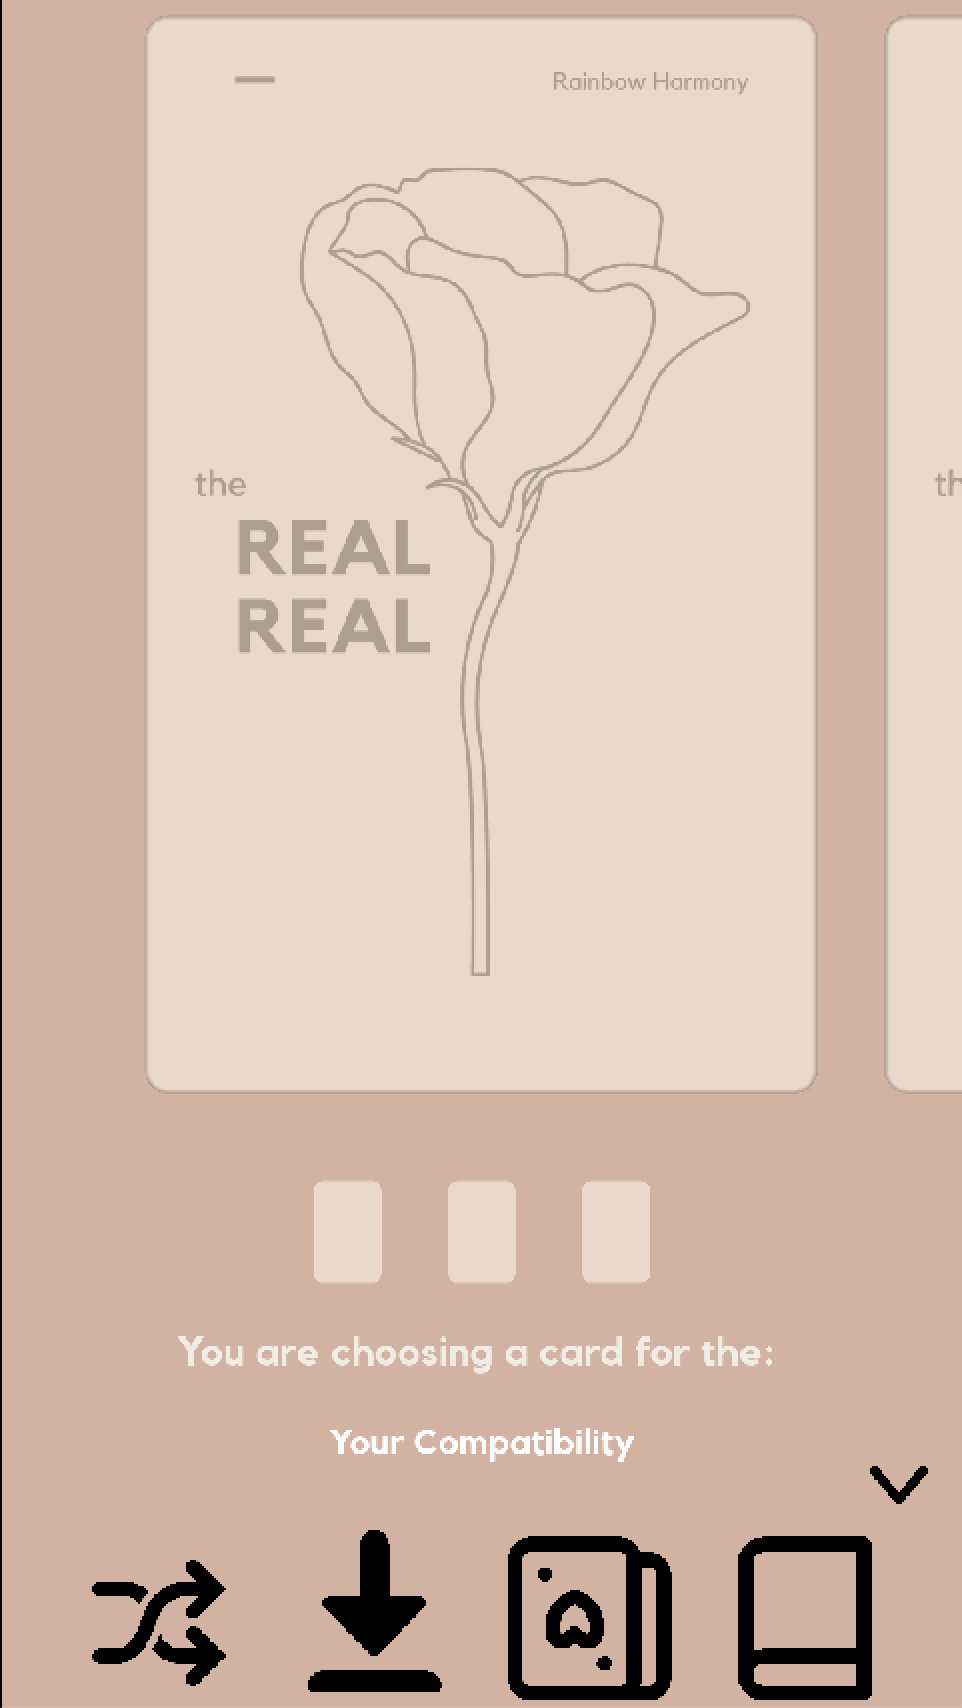 Rainbow Harmony
the
REAL
REAL
th
You are choosing a card for the:
Your Compatibility